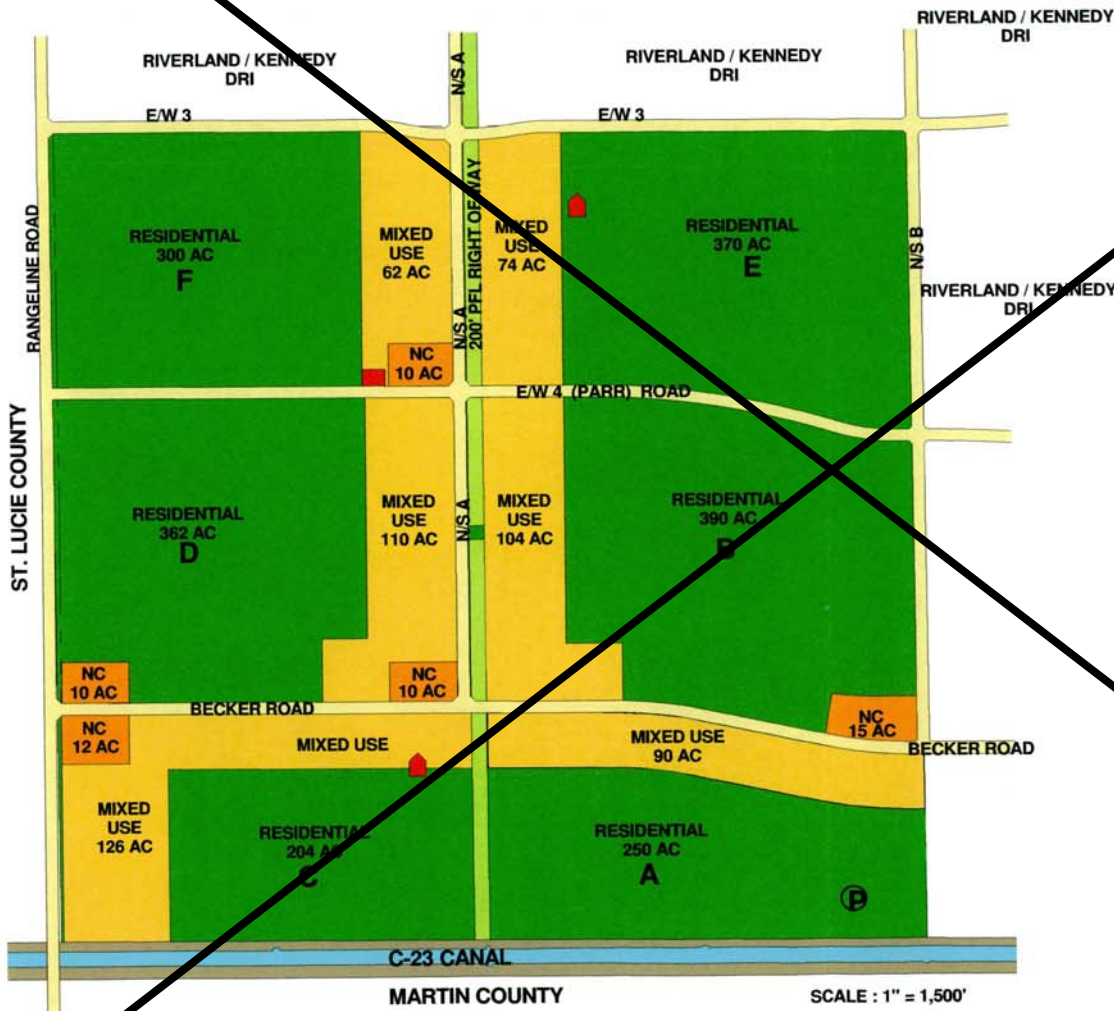 RIVERLAND / KENNEDY
DRI
RIVERLAND / KENNEDY
DRI
RIVERLAND / KENNEDY
DRI
N/S A
E/W 3
E/W 3
RANGELINE ROAD
RESIDENTIAL
300 AC
F
MIXED
USE
62 AC
200' PFL RIGHT OF WAY
MIXED
USE
74 AC
RESIDENTIAL
370 AC
E
N/S B
RIVERLAND / KENNEDY
DRI
N/S A
NC
10 AC
E/W 4 (PARR) ROAD
ST. LUCIE COUNTY
RESIDENTIAL
362 AC
D
MIXED
USE
110 AC
N/S A
MIXED
USE
104 AC
RESIDENTIAL
390 AC
B
NC
10 AC
NC
10 AC
BECKER ROAD
NC
15 AC
NC
12 AC
MIXED USE
MIXED USE
90 AC
BECKER ROAD
MIXED
USE
126 AC
RESIDENTIAL
204 AC
C
RESIDENTIAL
250 AC
A
P
C-23 CANAL
MARTIN COUNTY
SCALE : 1" = 1,500'